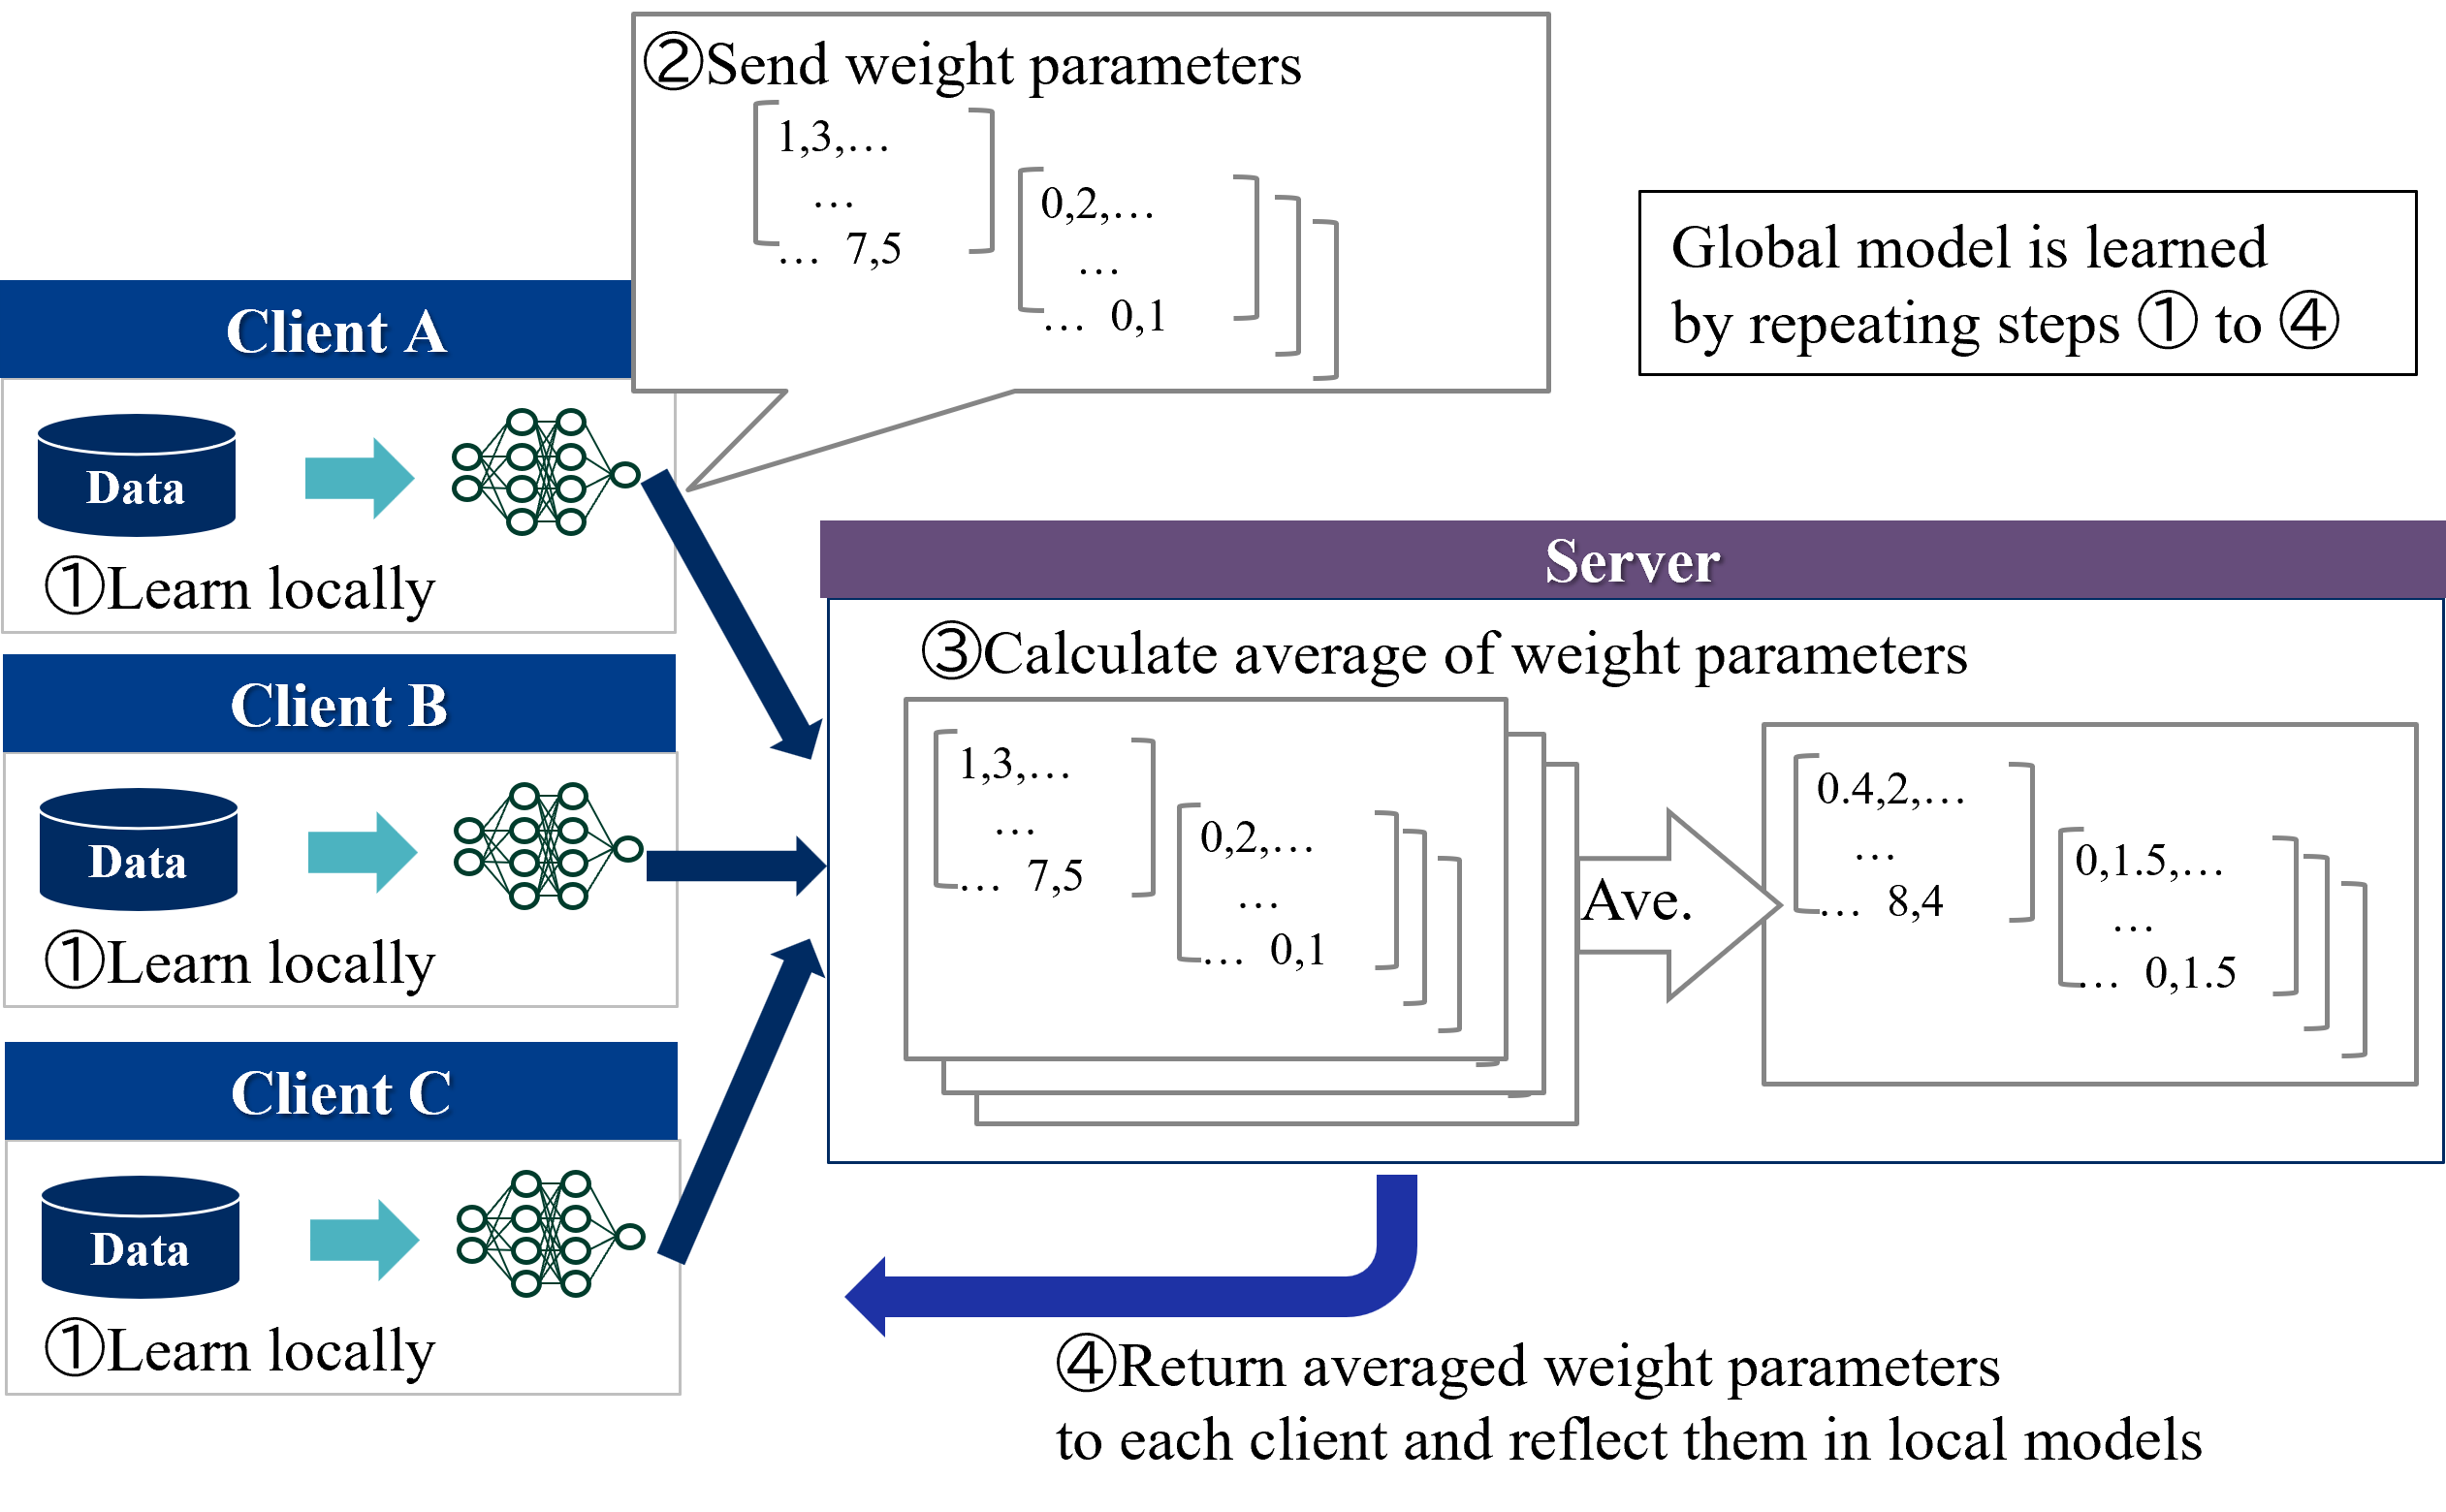 ②Send weight parameters
1,3,…
…
… 7,5
0,2,…
…
… 0,1
Global model is learned
by repeating steps ① to ④
Client A
Data
①Learn locally
Client B
Data
①Learn locally
Client C
Data
①Learn locally
Server
③Calculate average of weight parameters
1,3,…
…
… 7,5
0,2,…
…
… 0,1
Ave.
0.4,2,…
…
… 8,4
0,1.5,…
…
… 0,1.5
④Return averaged weight parameters
to each client and reflect them in local models